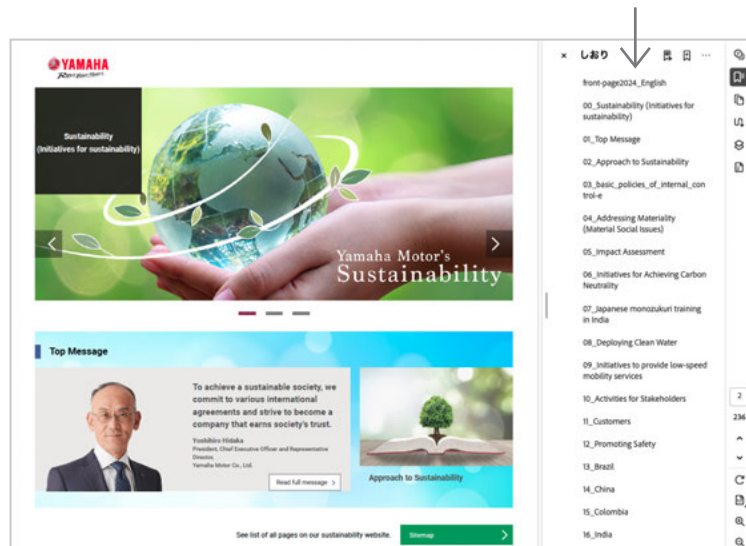 YAMAHA
Revs Your Heart
Sustainability
(Initiatives for sustainability)
Yamaha Motor's
Sustainability
Top Message
To achieve a sustainable society, we
commit to various international
agreements and strive to become a
company that earns society's trust.
Yoshihiro Hidaka
President, Chief Executive Officer and Representative
Director,
Yamaha Motor Co., Ltd.
Read full message
Approach to Sustainability
See list of all pages on our sustainability website.
Sitemap
しおり
front-page2024_English
00_Sustainability (Initiatives for
sustainability)
01_Top Message
02_Approach to Sustainability
03_basic_policies_of_internal_con
trol-e
04_Addressing Materiality
(Material Social Issues)
05_Impact Assessment
06_Initiatives for Achieving Carbon
Neutrality
07_Japanese monozukuri training
in India
08_Deploying Clean Water
09_Initiatives to provide low-speed
mobility services
10_Activities for Stakeholders
11_Customers
12_Promoting Safety
13_Brazil
14_China
15_Colombia
16_India
2
236